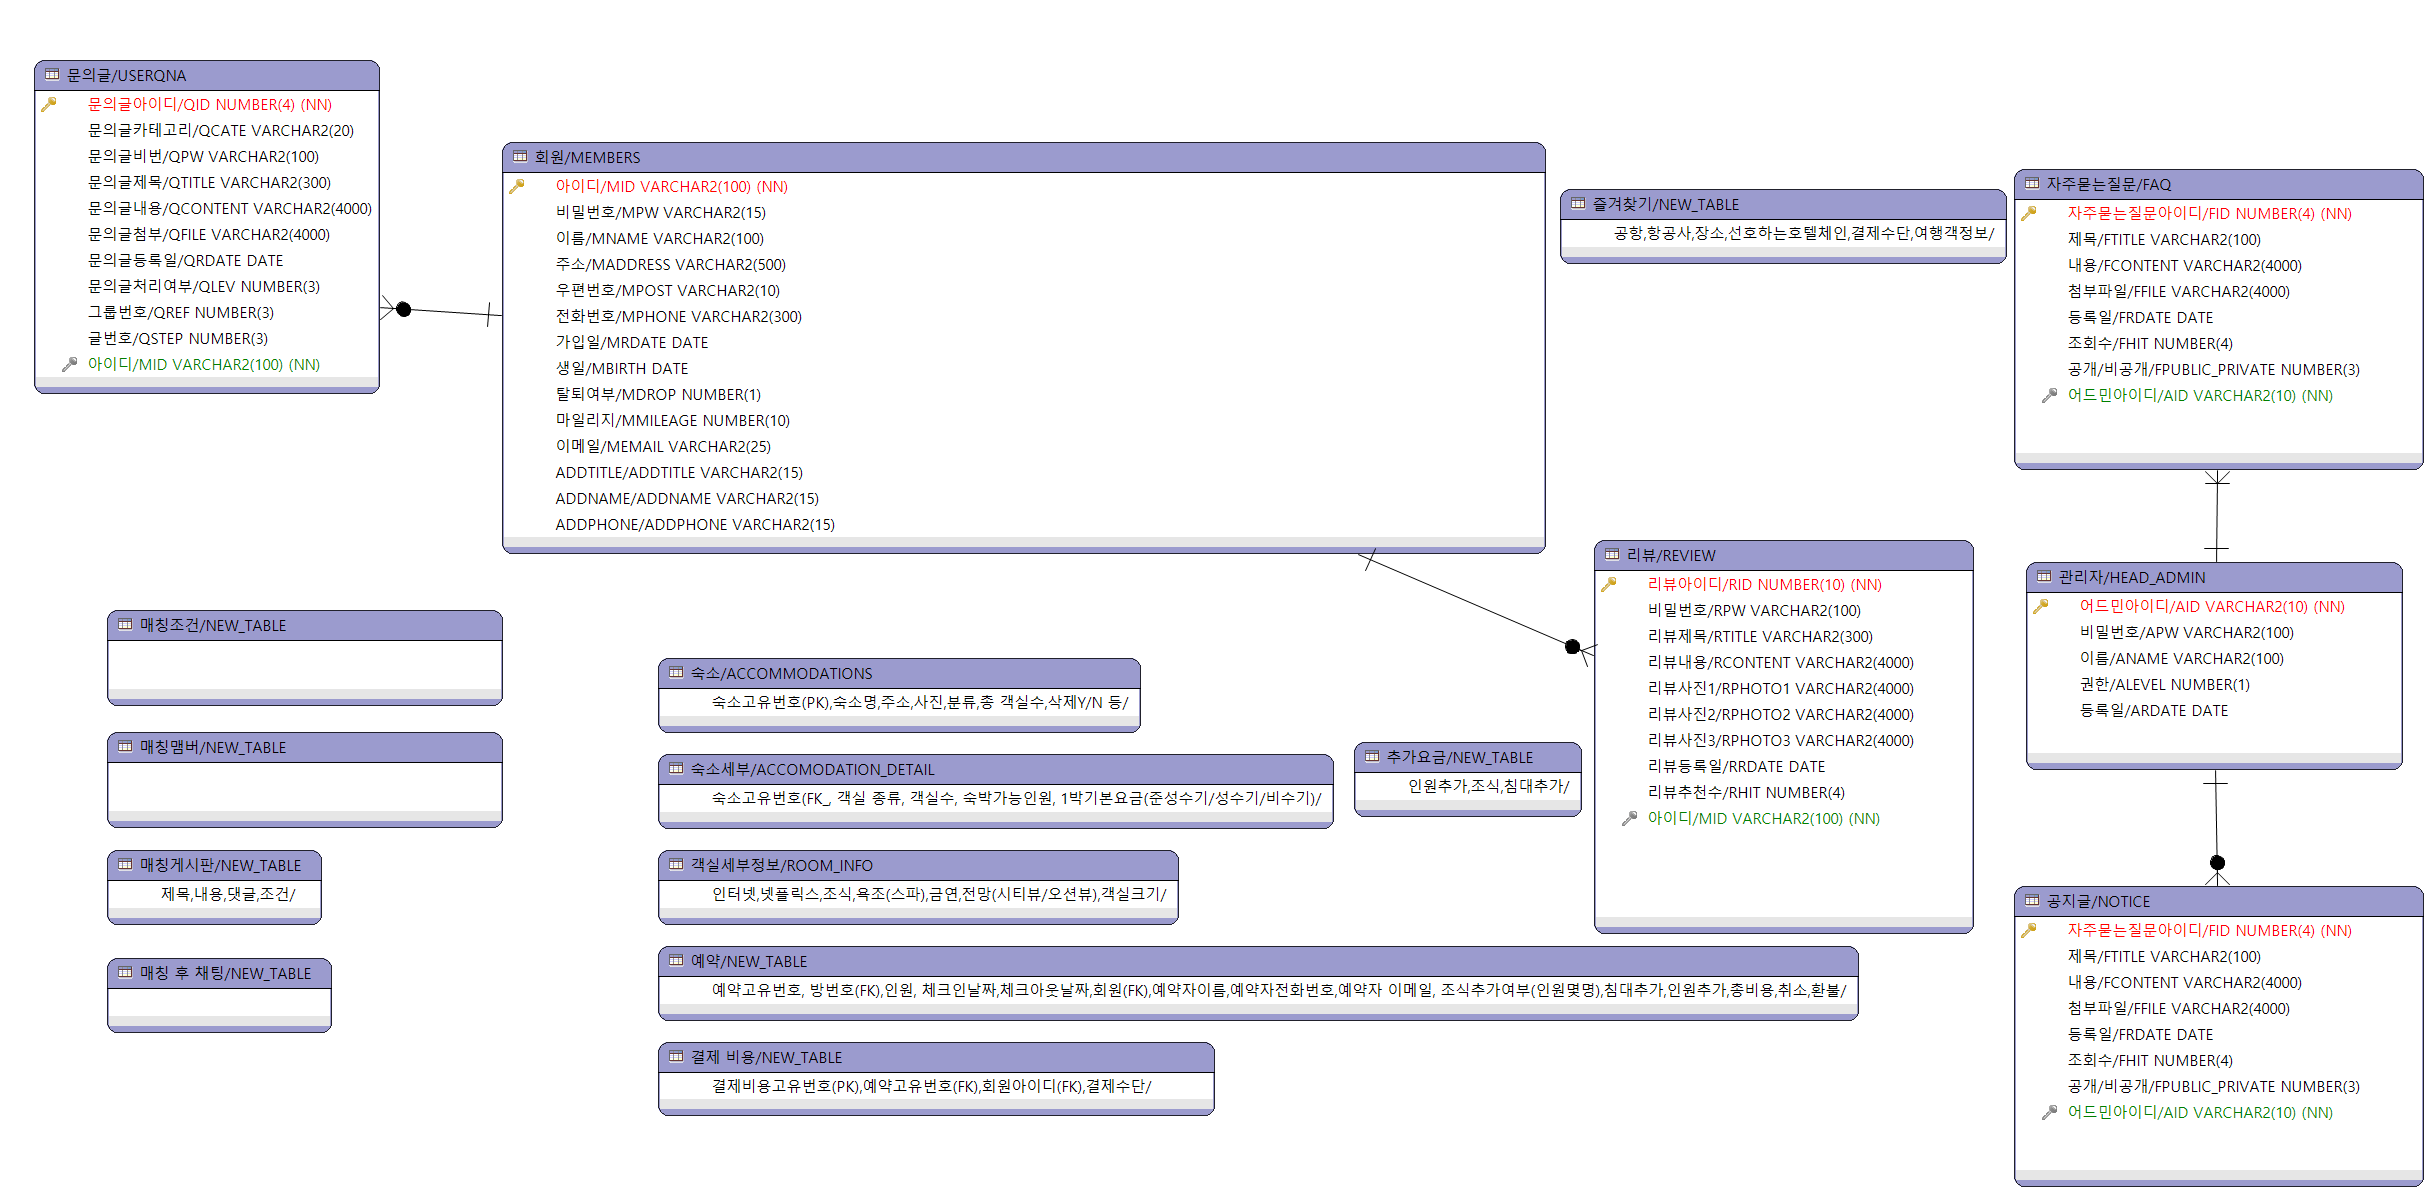 문의글/USERQNA
문의글아이디/QID NUMBER(4) (NN)
문의글카테고리/QCATE VARCHAR2(20)
문의글비번/QPW VARCHAR2(100)
문의글제목/QTITLE VARCHAR2(300)
문의글내용/QCONTENT VARCHAR2(4000)
문의글첨부/QFILE VARCHAR2(4000)
문의글등록일/QRDATE DATE
문의글처리여부/QLEV NUMBER(3)
그룹번호/QREF NUMBER(3)
글번호/QSTEP NUMBER(3)
아이디/MID VARCHAR2(100) (NN)
회원/MEMBERS
아이디/MID VARCHAR2(100) (NN)
비밀번호/MPW VARCHAR2(15)
이름/MNAME VARCHAR2(100)
주소/MADDRESS VARCHAR2(500)
우편번호/MPOST VARCHAR2(10)
전화번호/MPHONE VARCHAR2(300)
가입일/MRDATE DATE
생일/MBIRTH DATE
탈퇴여부/MDROP NUMBER(1)
마일리지/MMILEAGE NUMBER(10)
이메일/MEMAIL VARCHAR2(25)
ADDTITLE/ADDTITLE VARCHAR2(15)
ADDNAME/ADDNAME VARCHAR2(15)
ADDPHONE/ADDPHONE VARCHAR2(15)
즐겨찾기/NEW_TABLE
공항,항공사,장소,선호하는호텔체인,결제수단,여행객정보/
자주묻는질문/FAQ
자주묻는질문아이디/FID NUMBER(4) (NN)
제목/FTITLE VARCHAR2(100)
내용/FCONTENT VARCHAR2(4000)
첨부파일/FFILE VARCHAR2(4000)
등록일/FRDATE DATE
조회수/FHIT NUMBER(4)
공개/비공개/FPUBLIC_PRIVATE NUMBER(3)
어드민아이디/AID VARCHAR2(10) (NN)
리뷰/REVIEW
리뷰아이디/RID NUMBER(10) (NN)
비밀번호/RPW VARCHAR2(100)
리뷰제목/RTITLE VARCHAR2(300)
리뷰내용/RCONTENT VARCHAR2(4000)
리뷰사진1/RPHOTO1 VARCHAR2(4000)
리뷰사진2/RPHOTO2 VARCHAR2(4000)
리뷰사진3/RPHOTO3 VARCHAR2(4000)
리뷰등록일/RRDATE DATE
리뷰추천수/RHIT NUMBER(4)
아이디/MID VARCHAR2(100) (NN)
관리자/HEAD_ADMIN
어드민아이디/AID VARCHAR2(10) (NN)
비밀번호/APW VARCHAR2(100)
이름/ANAME VARCHAR2(100)
권한/ALEVEL NUMBER(1)
등록일/ARDATE DATE
매칭조건/NEW_TABLE
매칭맴버/NEW_TABLE
매칭게시판/NEW_TABLE
제목,내용,댓글,조건/
매칭 후 채팅/NEW_TABLE
숙소/ACCOMMODATIONS
숙소고유번호(PK),숙소명,주소,사진,분류,총 객실수,삭제Y/N 등/
숙소세부/ACCOMODATION_DETAIL
숙소고유번호(FK_, 객실 종류, 객실수, 숙박가능인원, 1박기본요금(준성수기/성수기/비수기)/
추가요금/NEW_TABLE
인원추가,조식,침대추가/
객실세부정보/ROOM_INFO
인터넷,넷플릭스,조식,욕조(스파),금연,전망(시티뷰/오션뷰),객실크기/
예약/NEW_TABLE
예약고유번호, 방번호(FK),인원, 체크인날짜,체크아웃날짜,회원(FK),예약자이름,예약자전화번호,예약자 이메일, 조식추가여부(인원몇명),침대추가,인원추가,총비용,취소,환불/
결제 비용/NEW_TABLE
결제비용고유번호(PK),예약고유번호(FK),회원아이디(FK),결제수단/
공지글/NOTICE
자주묻는질문아이디/FID NUMBER(4) (NN)
제목/FTITLE VARCHAR2(100)
내용/FCONTENT VARCHAR2(4000)
첨부파일/FFILE VARCHAR2(4000)
등록일/FRDATE DATE
조회수/FHIT NUMBER(4)
공개/비공개/FPUBLIC_PRIVATE NUMBER(3)
어드민아이디/AID VARCHAR2(10) (NN)